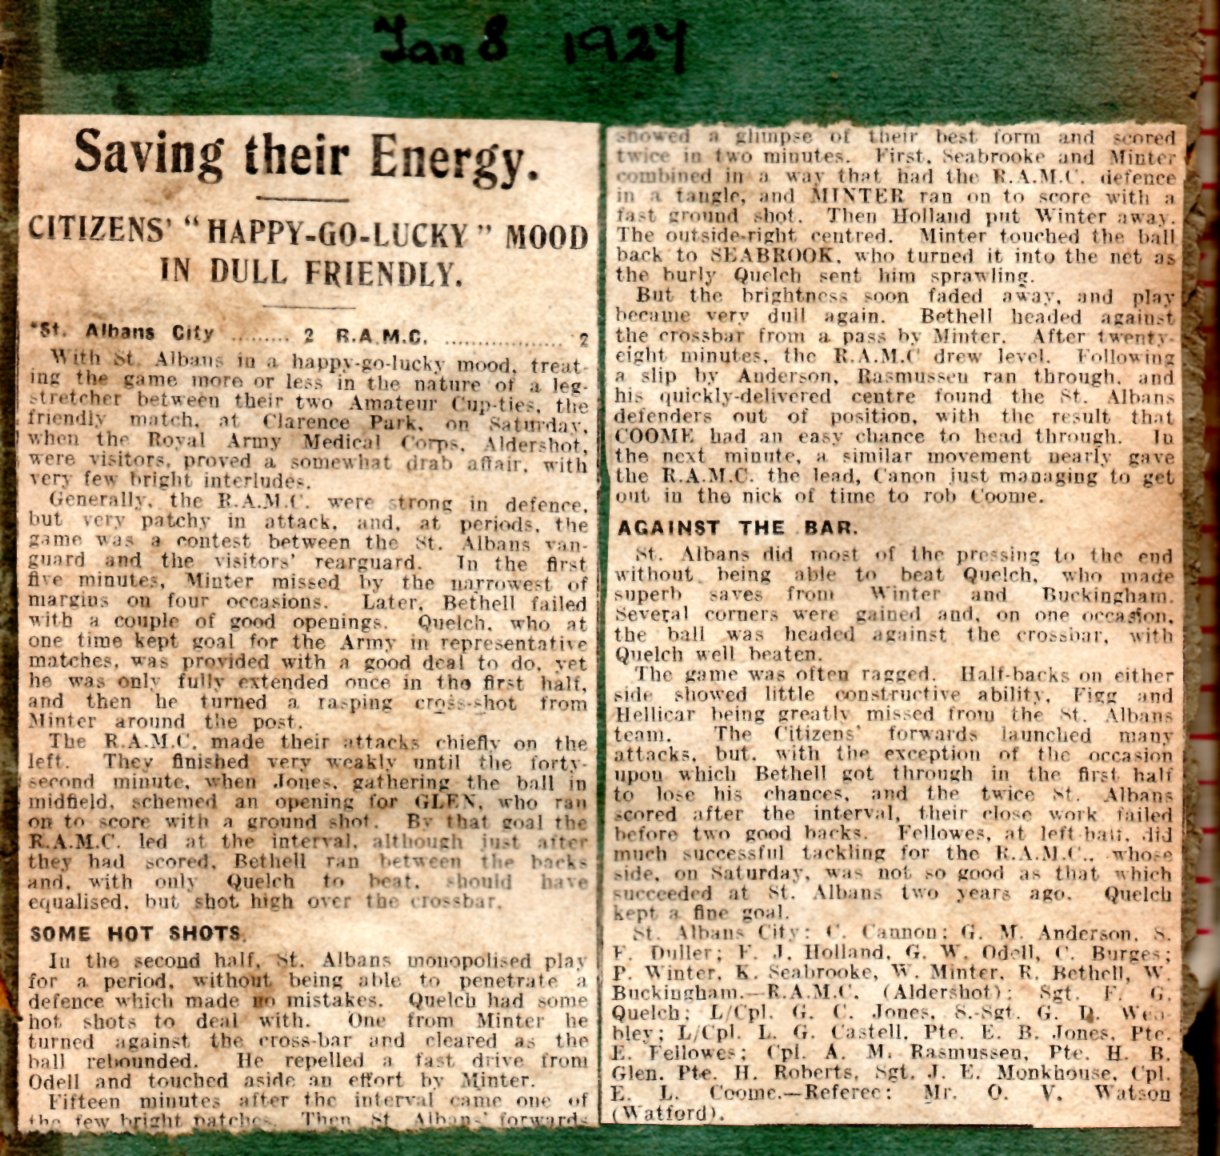 Jan 8 1927
Saving their Energy.
CITIZENS' "HAPPY-GO-LUCKY" MOOD
IN DULL FRIENDLY.
*St. Albans City ......... 2 R.A.M.C. .................. 2
With St. Albans in a happy-go-lucky mood, treat-
ing the game more or less in the nature of a leg-
stretcher between their two Amateur Cup-ties, the
friendly match, at Clarence Park, on Saturday,
when the Royal Army Medical Corps, Aldershot,
were visitors, proved a somewhat drab affair, with
very few bright interludes.
Generally, the R.A.M.C. were strong in defence,
but very patchy in attack, and, at periods, the
game was a contest between the St. Albans van-
guard and the visitors' rearguard. In the first
five minutes, Minter missed by the narrowest of
margins on four occasions. Later, Bethell failed
with a couple of good openings. Quelch, who at
one time kept goal for the Army in representative
matches, was provided with a good deal to do, yet
he was only fully extended once in the first half,
and then he turned a rasping cross-shot from
Minter around the post.
The R.A.M.C. made their attacks chiefly on the
left. They finished very weakly until the forty-
second minute, when Jones, gathering the ball in
midfield, schemed an opening for GLEN, who ran
on to score with a ground shot. By that goal the
R.A.M.C. led at the interval, although just after
they had scored, Bethell ran between the backs
and, with only Quelch to beat, should have
equalised, but shot high over the crossbar.
SOME HOT SHOTS.
In the second half, St. Albans monopolised play
for a period, without being able to penetrate a
defence which made no mistakes. Quelch had some
hot shots to deal with. One from Minter he
turned against the cross-bar and cleared as the
ball rebounded. He repelled a fast drive from
Odell and touched aside an effort by Minter.
Fifteen minutes after the interval came one of
the few bright patches. Then St. Albans' forwards
showed a glimpse of their best form and scored
twice in two minutes. First, Seabrooke and Minter
combined in a way that had the R.A.M.C. defence
in a tangle, and MINTER ran on to score with a
fast ground shot. Then Holland put Winter away.
The outside-right centred. Minter touched the ball
back to SEABROOK, who turned it into the net as
the burly Quelch sent him sprawling.
But the brightness soon faded away, and play
became very dull again. Bethell headed against
the crossbar from a pass by Minter. After twenty-
eight minutes, the R.A.M.C drew level. Following
a slip by Anderson, Rasmussen ran through, and
his quickly-delivered centre found the St. Albans
defenders out of position, with the result that
COOME had an easy chance to head through. In
the next minute, a similar movement nearly gave
the R.A.M.C. the lead, Canon just managing to get
out in the nick of time to rob Coome.
AGAINST THE BAR.
St. Albans did most of the pressing to the end
without being able to beat Quelch, who made
superb saves from Winter and Buckingham.
Several corners were gained and, on one occasion,
the ball was headed against the crossbar, with
Quelch well beaten.
The game was often ragged. Half-backs on either
side showed little constructive ability, Figg and
Hellicar being greatly missed from the St. Albans
team. The Citizens' forwards launched many
attacks, but, with the exception of the occasion
upon which Bethell got through in the first half
to lose his chances, and the twice St. Albans
scored after the interval, their close work failed
before two good backs. Fellowes, at left-half, did
much successful tackling for the R.A.M.C., whose
side, on Saturday, was not so good as that which
succeeded at St. Albans two years ago. Quelch
kept a fine goal.
St. Albans City: C. Cannon; G. M. Anderson, S.
F. Duller; F. J. Holland, G. W. Odell, C. Burges;
P. Winter, K. Seabrooke, W. Minter, R. Bethell, W.
Buckingham.—R.A.M.C. (Aldershot): Sgt. F. G.
Quelch; L/Cpl. G. C. Jones, S.-Sgt. G. D.
bley; L/Cpl. L. G. Castell, Pte. E. B. Jones, Pte.
E. Fellowes; Cpl. A. M. Rasmussen, Pte. H. B.
Glen, Pte. H. Roberts, Sgt. J. E. Monkhouse, Cpl.
E. L. Coome.—Referee: Mr. O. V. Watson
(Watford).